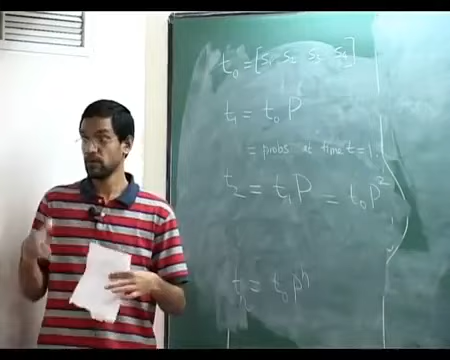 t₀ = [s₁ s₂ s₃ s₄]
t₁ = t₀ P
= probs at time t = 1.
t₂ = t₁ P = t₀ P²
tₙ = t₀ Pⁿ